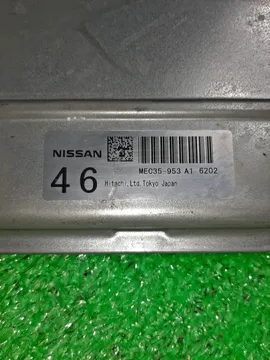 NISSAN
46
MEC35-953 A1 6202
Hitachi,Ltd.Tokyo Japan